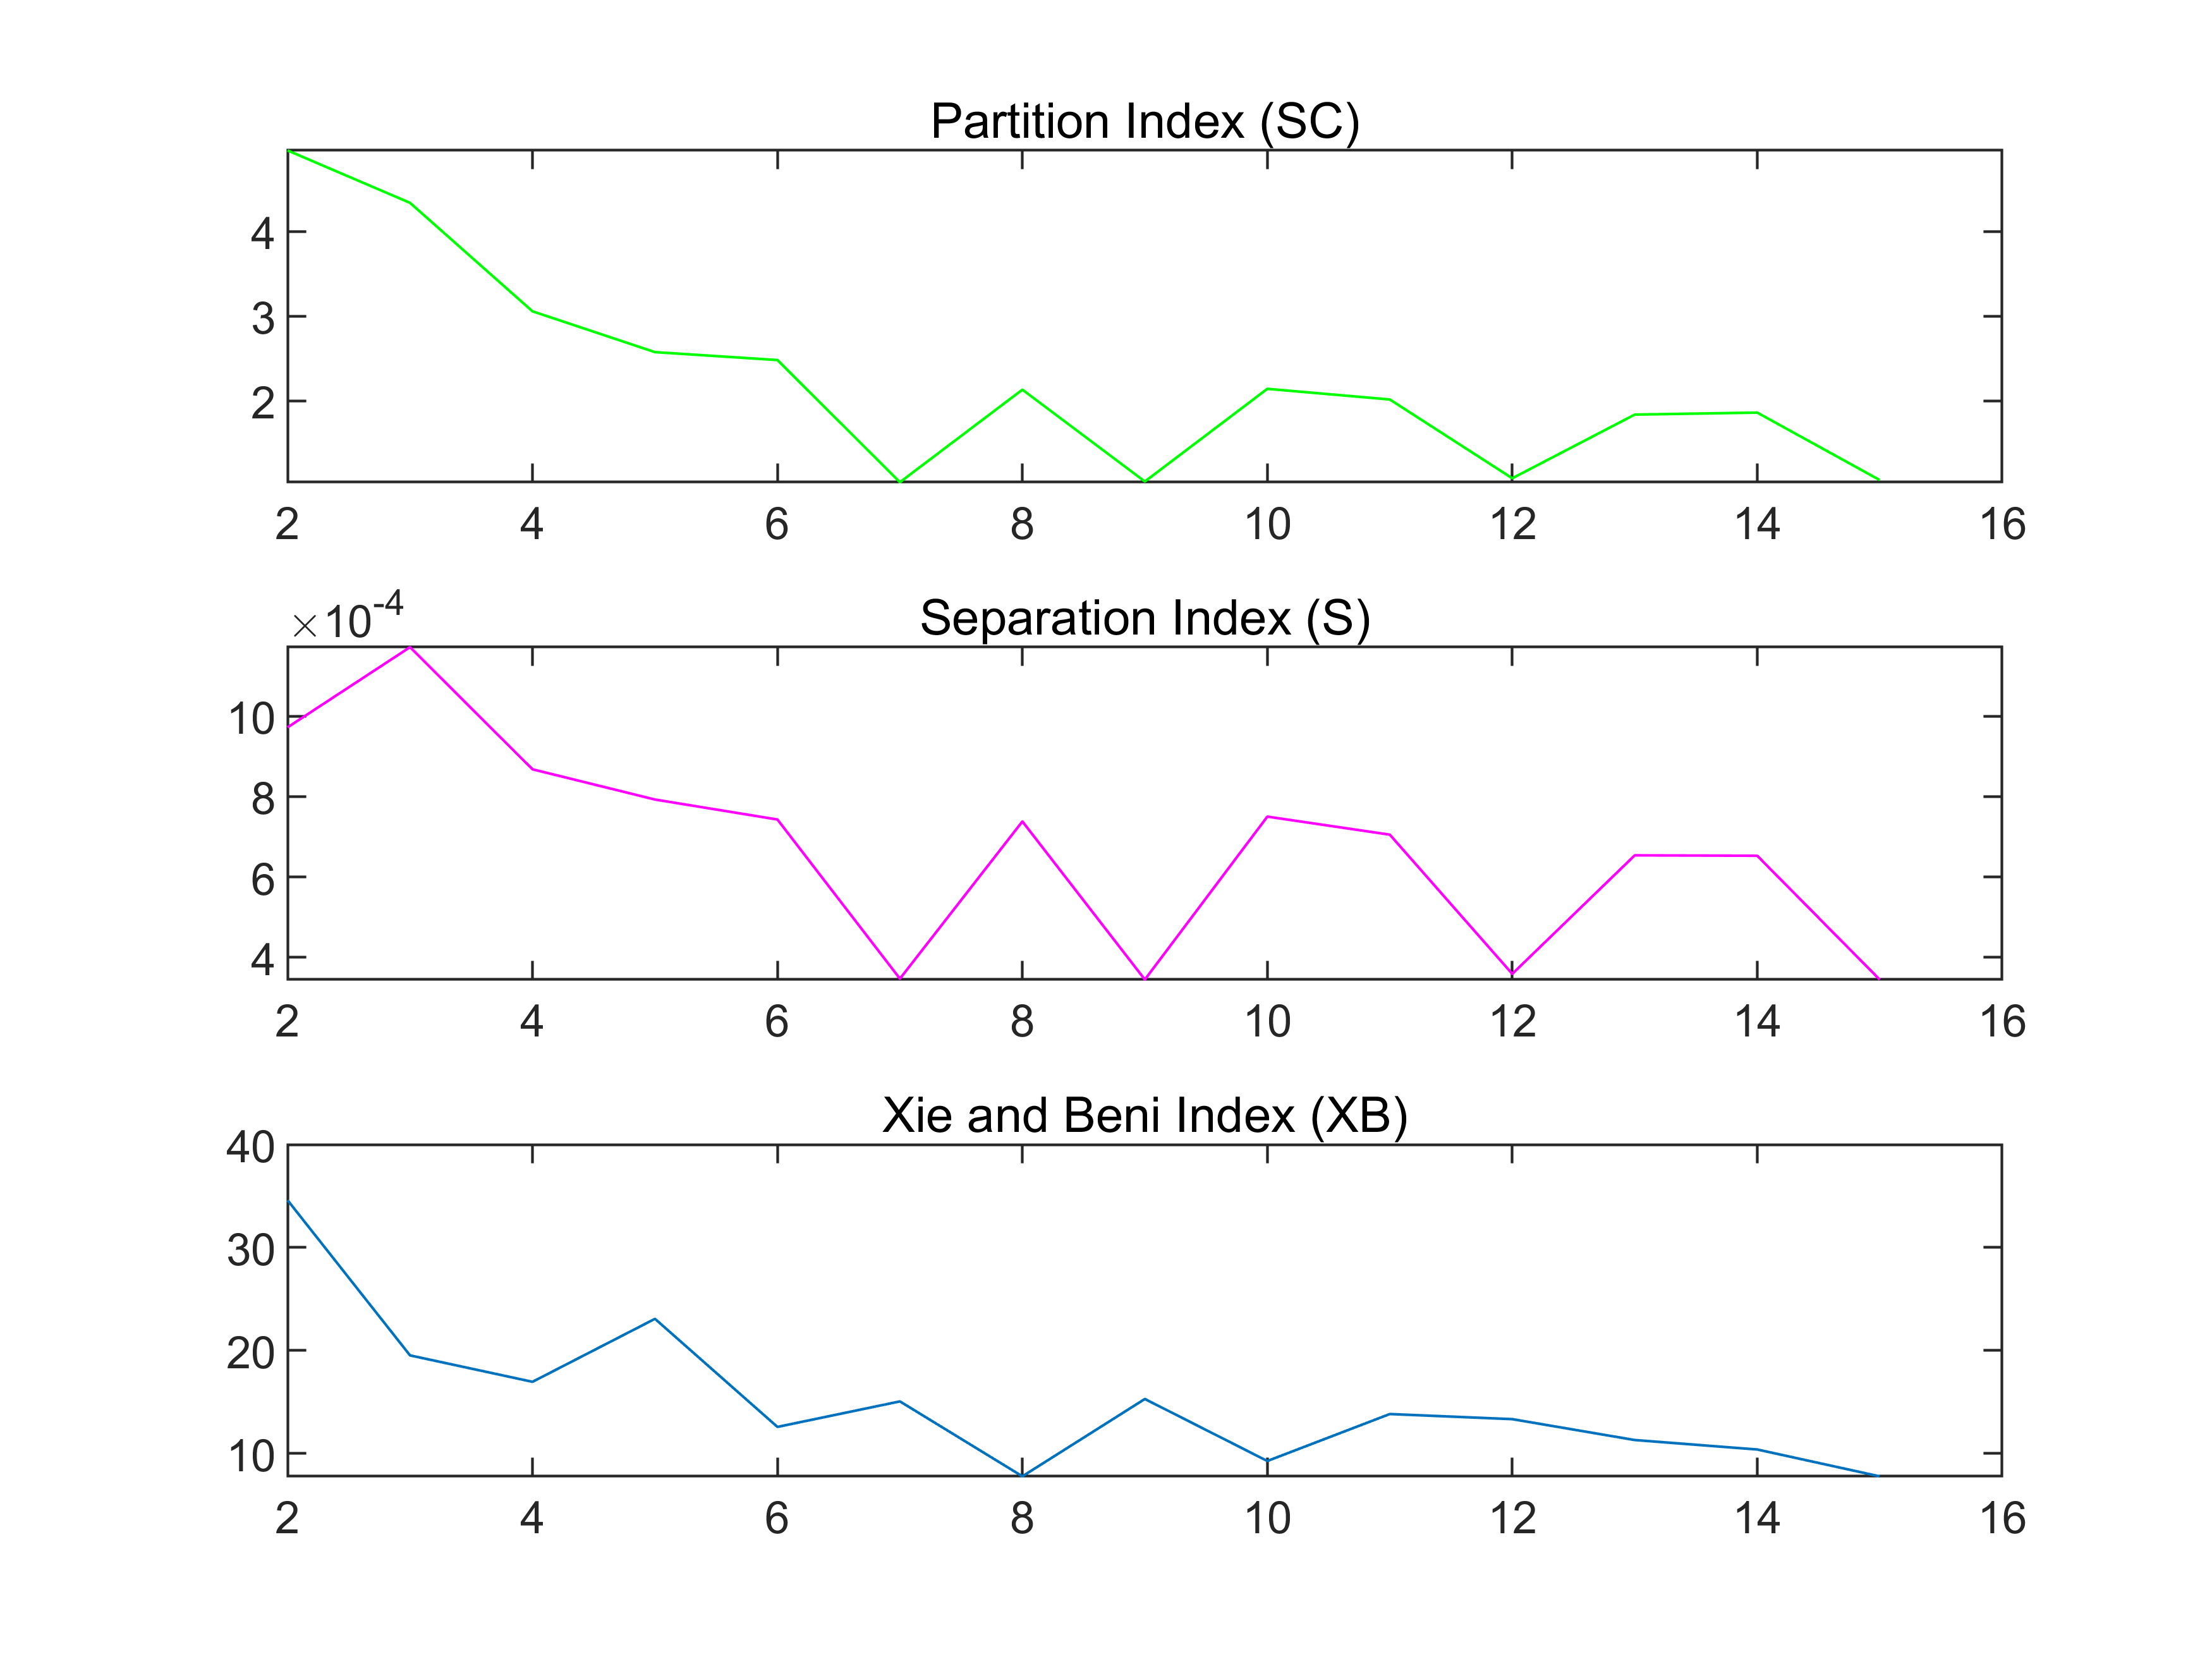 Partition Index (SC)
4
3
2
2 4 6 8 10 12 14 16
×10-4
Separation Index (S)
10
8
6
4
2 4 6 8 10 12 14 16
Xie and Beni Index (XB)
40
30
20
10
2 4 6 8 10 12 14 16